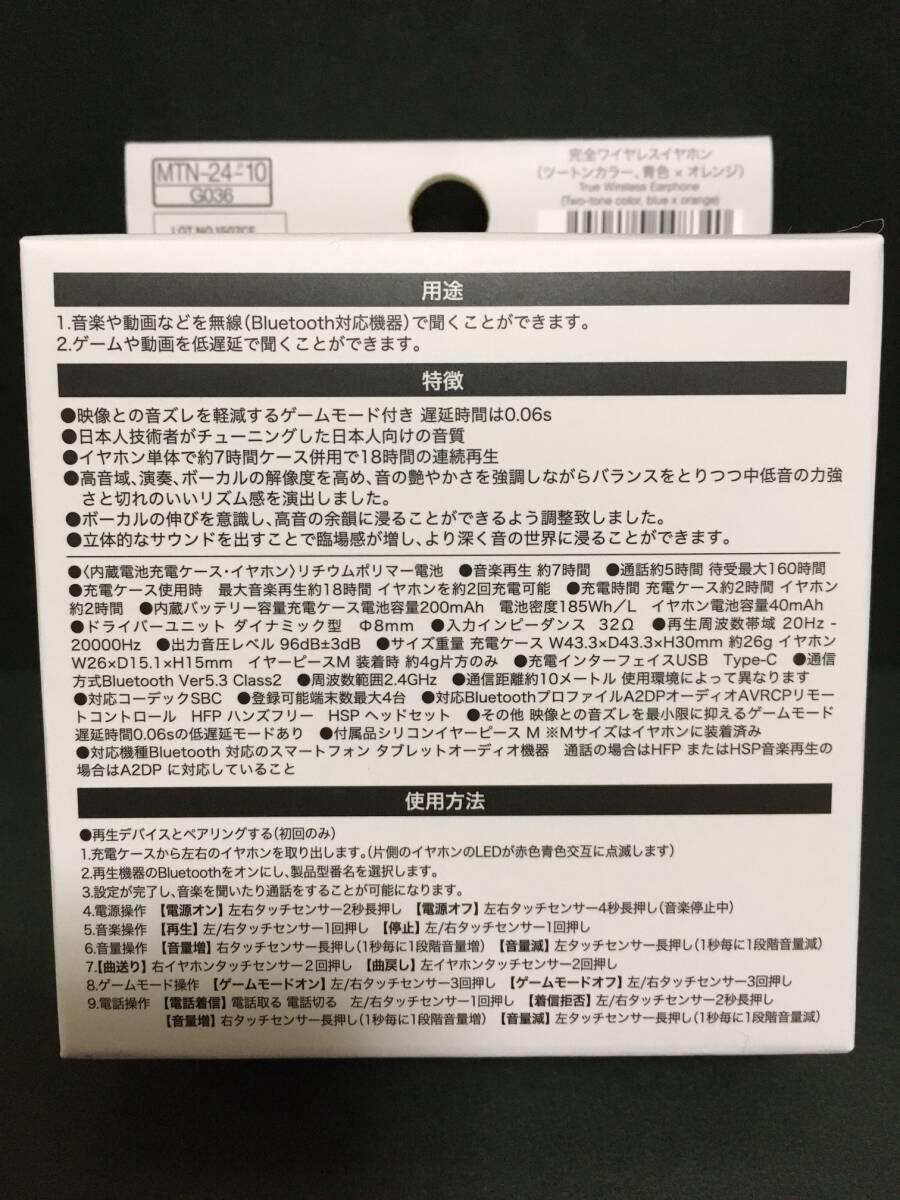 MTN-24-10
G036
LOT NO.1507CE
完全ワイヤレスイヤホン
(ツートンカラー、青色 × オレンジ)
True Wireless Earphone
(Two-tone color, blue x orange)
用途
1.音楽や動画などを無線(Bluetooth対応機器)で聞くことができます。
2.ゲームや動画を低遅延で聞くことができます。
特徴
●映像との音ズレを軽減するゲームモード付き 遅延時間は0.06s
●日本人技術者がチューニングした日本人向けの音質
●イヤホン単体で約7時間ケース併用で18時間の連続再生
●高音域、演奏、ボーカルの解像度を高め、音の艶やかさを強調しながらバランスをとりつつ中低音の力強
さと切れのいいリズム感を演出しました。
●ボーカルの伸びを意識し、高音の余韻に浸ることができるよう調整致しました。
●立体的なサウンドを出すことで臨場感が増し、より深く音の世界に浸ることができます。
●〈内蔵電池充電ケース・イヤホン〉リチウムポリマー電池 ●音楽再生 約7時間 ●通話約5時間 待受最大160時間
●充電ケース使用時 最大音楽再生約18時間 イヤホンを約2回充電可能 ●充電時間 充電ケース約2時間 イヤホン
約2時間 ●内蔵バッテリー容量充電ケース電池容量200mAh 電池密度185Wh/L イヤホン電池容量40mAh
●ドライバーユニット ダイナミック型 Φ8mm ●入力インピーダンス 32Ω ●再生周波数帯域 20Hz -
20000Hz ●出力音圧レベル 96dB±3dB ●サイズ重量 充電ケース W43.3×D43.3×H30mm 約26g イヤホン
W26×D15.1×H15mm イヤーピースM 装着時 約4g片方のみ ●充電インターフェイスUSB Type-C ●通信
方式Bluetooth Ver5.3 Class2 ●周波数範囲2.4GHz ●通信距離約10メートル 使用環境によって異なります
●対応コーデックSBC ●登録可能端末数最大4台 ●対応BluetoothプロファイルA2DPオーディオAVRCPリモー
トコントロール HFP ハンズフリー HSP ヘッドセット ●その他 映像との音ズレを最小限に抑えるゲームモード
遅延時間0.06sの低遅延モードあり ●付属品シリコンイヤーピース M ※Mサイズはイヤホンに装着済み
●対応機種Bluetooth 対応のスマートフォン タブレットオーディオ機器 通話の場合はHFP またはHSP音楽再生の
場合はA2DP に対応していること
使用方法
●再生デバイスとペアリングする(初回のみ)
1.充電ケースから左右のイヤホンを取り出します。(片側のイヤホンのLEDが赤色青色交互に点滅します)
2.再生機器のBluetoothをオンにし、製品型番名を選択します。
3.設定が完了し、音楽を聞いたり通話をすることが可能になります。
4.電源操作 【電源オン】左右タッチセンサー2秒長押し 【電源オフ】左右タッチセンサー4秒長押し(音楽停止中)
5.音楽操作 【再生】左/右タッチセンサー1回押し 【停止】左/右タッチセンサー1回押し
6.音量操作 【音量増】右タッチセンサー長押し(1秒毎に1段階音量増) 【音量減】左タッチセンサー長押し(1秒毎に1段階音量減)
7.【曲送り】右イヤホンタッチセンサー2回押し 【曲戻し】左イヤホンタッチセンサー2回押し
8.ゲームモード操作 【ゲームモードオン】左/右タッチセンサー3回押し 【ゲームモードオフ】左/右タッチセンサー3回押し
9.電話操作 【電話着信】電話取る 電話切る 左/右タッチセンサー1回押し 【着信拒否】左/右タッチセンサー2秒長押し
【音量増】右タッチセンサー長押し(1秒毎に1段階音量増) 【音量減】左タッチセンサー長押し(1秒毎に1段階音量減)